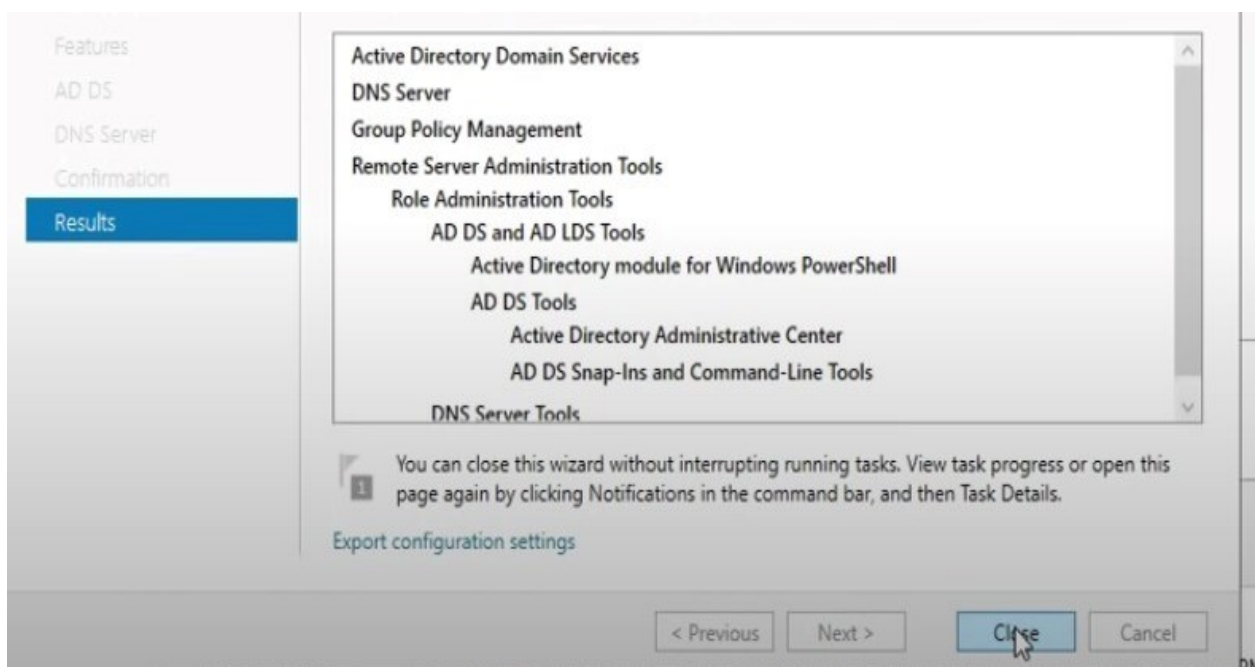 Features
AD DS
DNS Server
Confirmation
Results
Active Directory Domain Services
DNS Server
Group Policy Management
Remote Server Administration Tools
Role Administration Tools
AD DS and AD LDS Tools
Active Directory module for Windows PowerShell
AD DS Tools
Active Directory Administrative Center
AD DS Snap-Ins and Command-Line Tools
DNS Server Tools
1
You can close this wizard without interrupting running tasks. View task progress or open this
page again by clicking Notifications in the command bar, and then Task Details.
Export configuration settings
< Previous
Next >
Close
Cancel